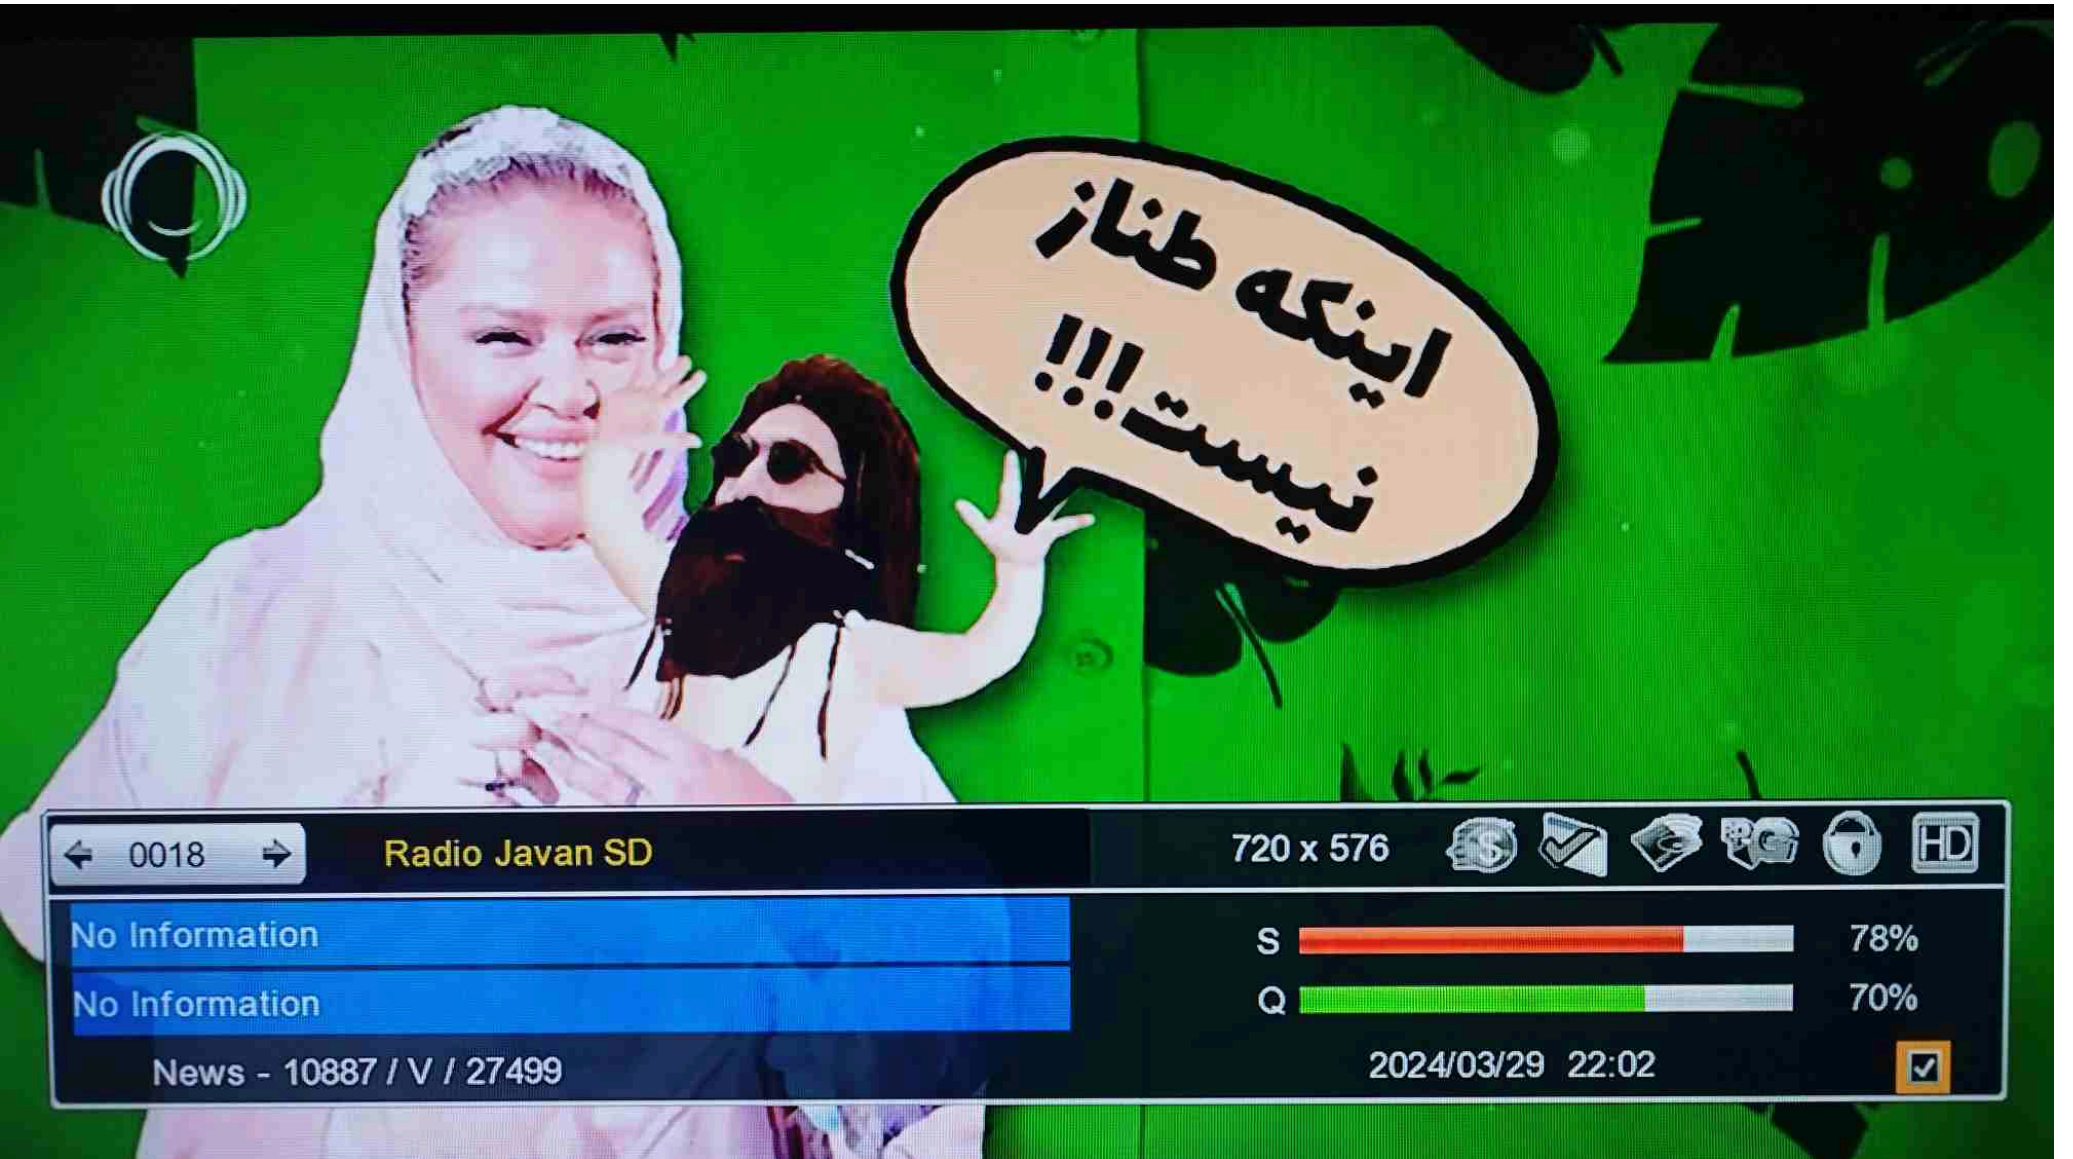 اینکه طناز
نیست!!!
0018
Radio Javan SD
720 x 576
HD
No Information
S
78%
No Information
Q
70%
News - 10887 / V / 27499
2024/03/29 22:02